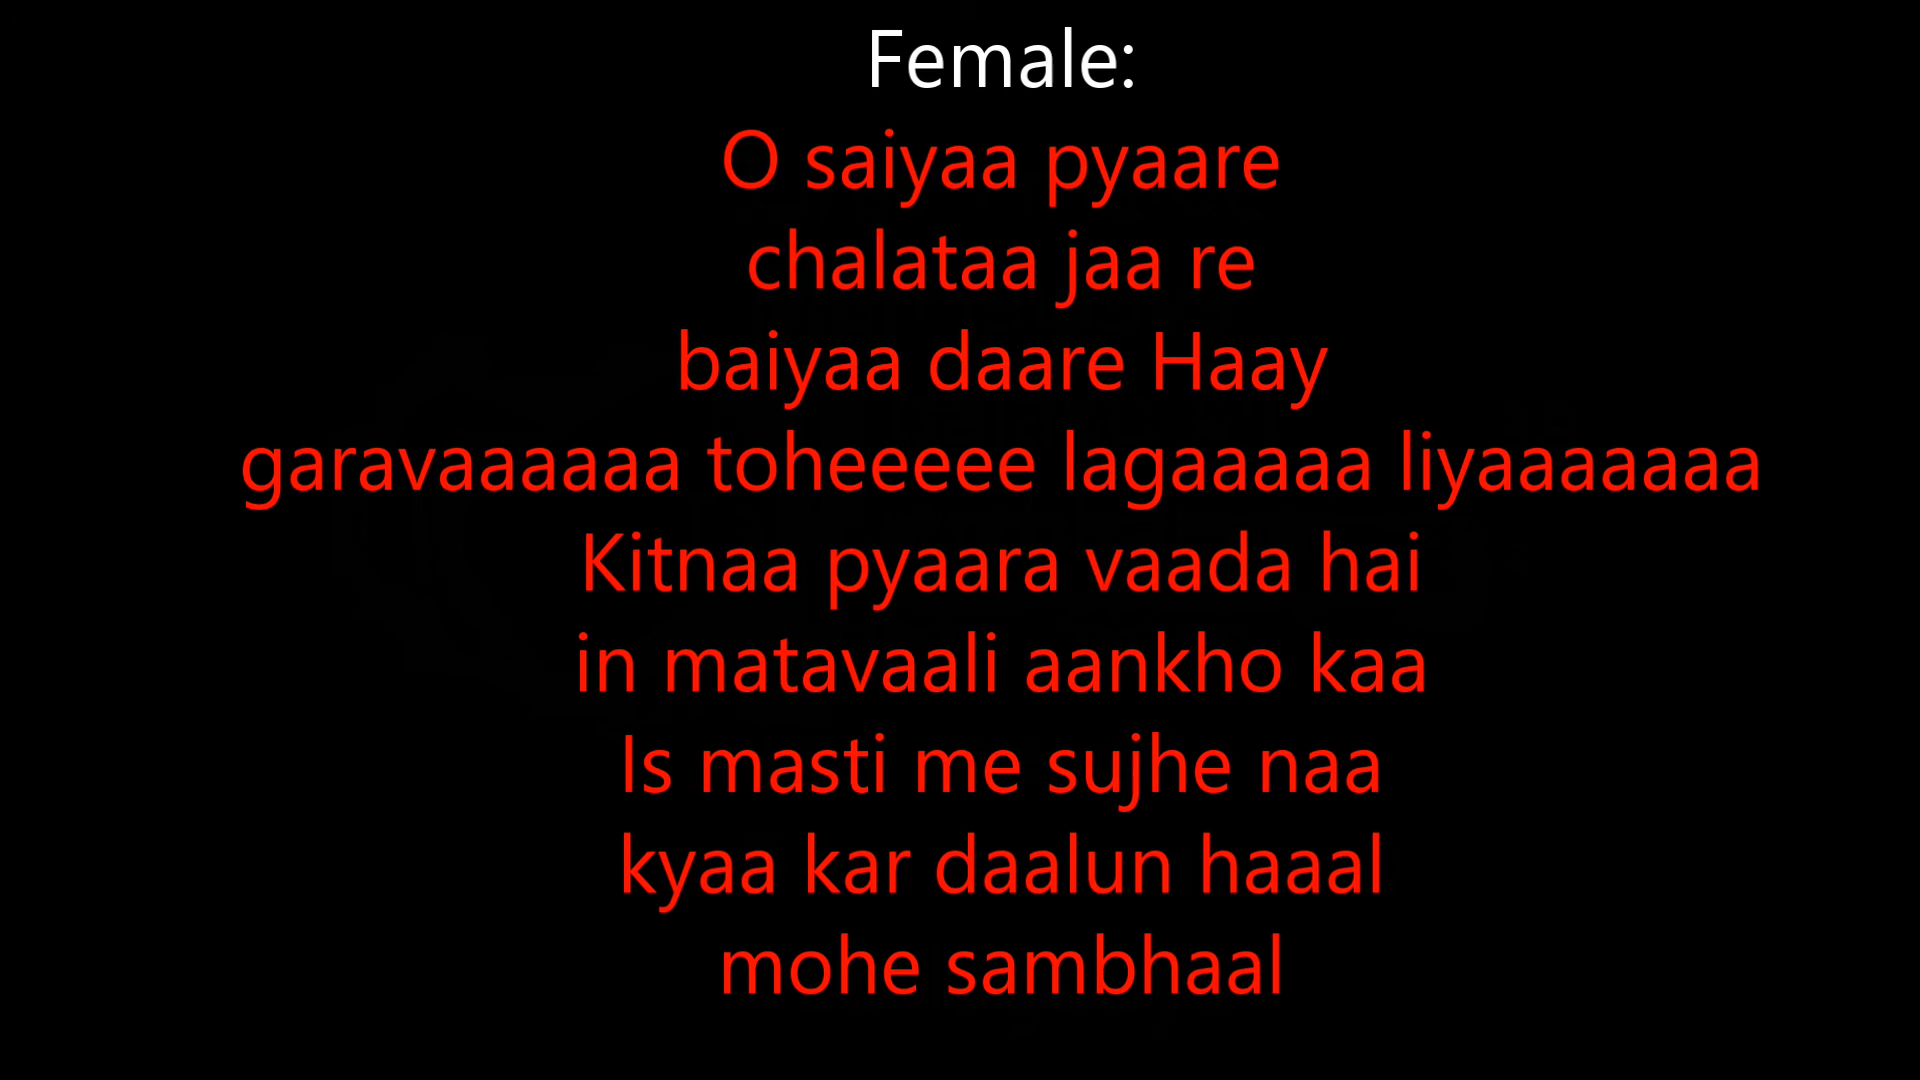 Female:
O saiyaa pyaare
chalataa jaa re
baiyaa daare Haay
garavaaaaaa toheeeee lagaaaaa liyaaaaaaa
Kitnaa pyaara vaada hai
in matavaali aankho kaa
Is masti me sujhe naa
kyaa kar daalun haaal
mohe sambhaal